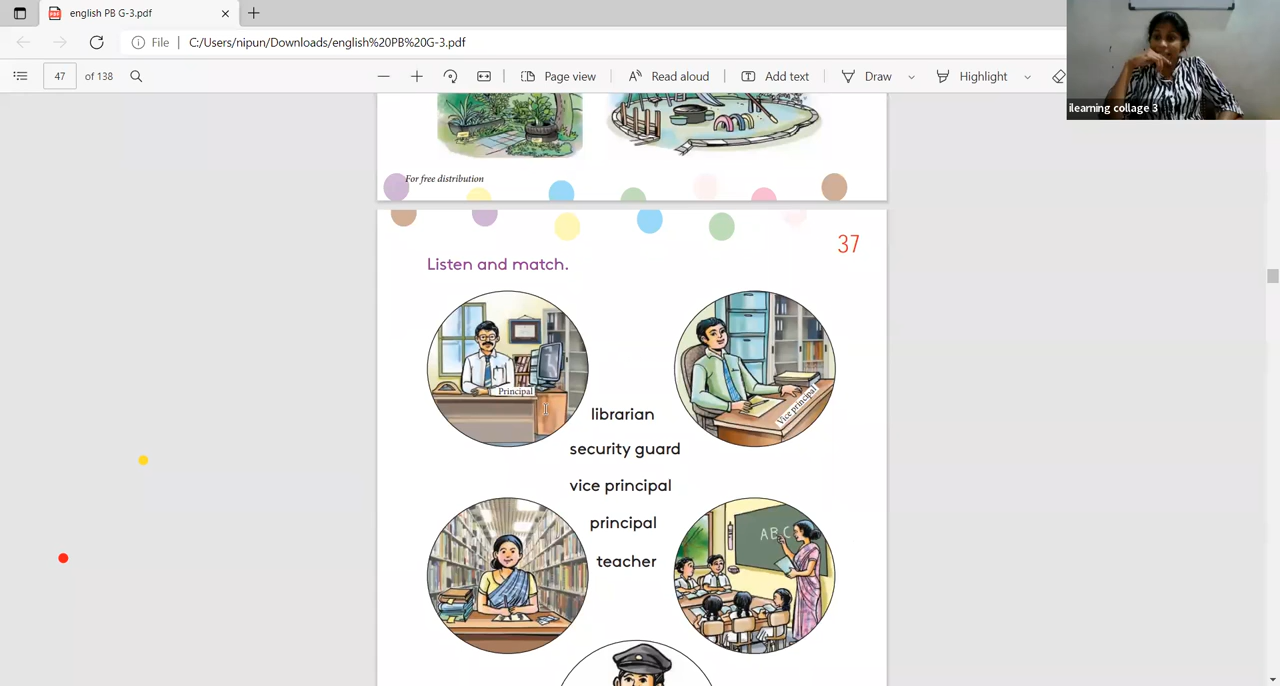 english PB G-3.pdf
File
C:/Users/nipun/Downloads/english%20PB%20G-3.pdf
47 of 138
Page view
Read aloud
Add text
Draw
Highlight
ilearning collage 3
For free distribution
37
Listen and match.
Principal
Vice principal
librarian
security guard
vice principal
principal
teacher
ABC